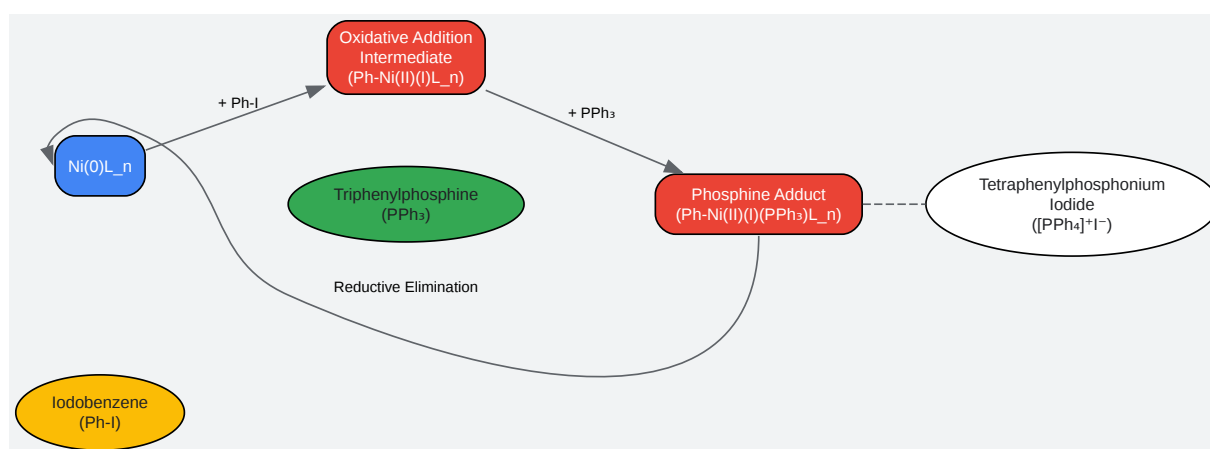 Oxidative Addition
Intermediate
(Ph-Ni(II)(I)L_n)
+ Ph-I
+ PPh₃
Ni(0)L_n
Triphenylphosphine
(PPh₃)
Phosphine Adduct
(Ph-Ni(II)(I)(PPh₃)L_n)
Tetraphenylphosphonium
Iodide
([PPh₄]⁺I⁻)
Reductive Elimination
Iodobenzene
(Ph-I)